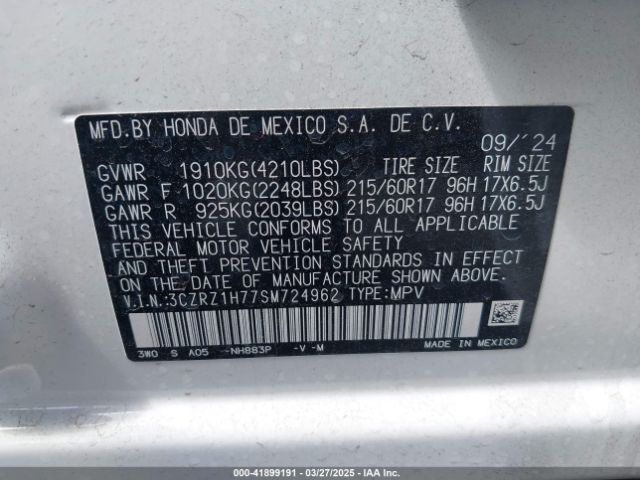 MFD.BY HONDA DE MEXICO S.A. DE C.V. 09/'24
GVWR 1910KG(4210LBS) TIRE SIZE RIM SIZE
GAWR F 1020KG(2248LBS) 215/60R17 96H 17X6.5J
GAWR R 925KG(2039LBS) 215/60R17 96H 17X6.5J
THIS VEHICLE CONFORMS TO ALL APPLICABLE
FEDERAL MOTOR VEHICLE SAFETY
AND THEFT PREVENTION STANDARDS IN EFFECT
ON THE DATE OF MANUFACTURE SHOWN ABOVE.
V.I.N.:3CZRZ1H77SM724962 TYPE:MPV
3W0 S A05 -NH883P -V -M MADE IN MEXICO
00-41899191 | 03/27/2025 | IAA Inc.